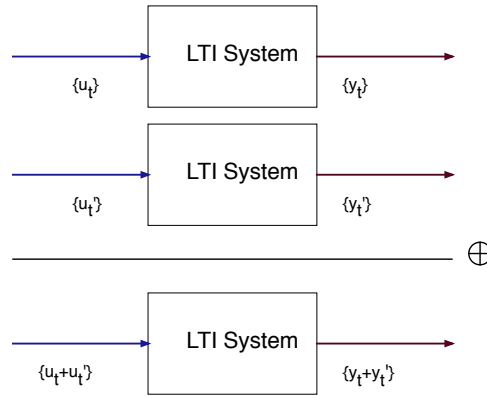 LTI System
{u_t}
{y_t}
LTI System
{u_t'}
{y_t'}
LTI System
{u_t+u_t'}
{y_t+y_t'}